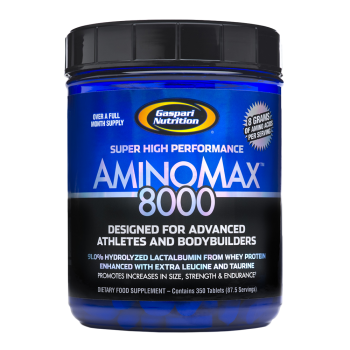 OVER A FULL
MONTH SUPPLY
Gaspari
Nutrition™
8 GRAMS
OF AMINO ACIDS
PER SERVING
SUPER HIGH PERFORMANCE
AMINOMAX™
8000
DESIGNED FOR ADVANCED
ATHLETES AND BODYBUILDERS
HYDROLYZED LACTALBUMIN FROM WHEY PROTEIN
ENHANCED WITH EXTRA LEUCINE AND TAURINE
PROMOTES INCREASES IN SIZE, STRENGTH & ENDURANCE
DIETARY FOOD SUPPLEMENT – Contains 350 Tablets (87.5 Servings)